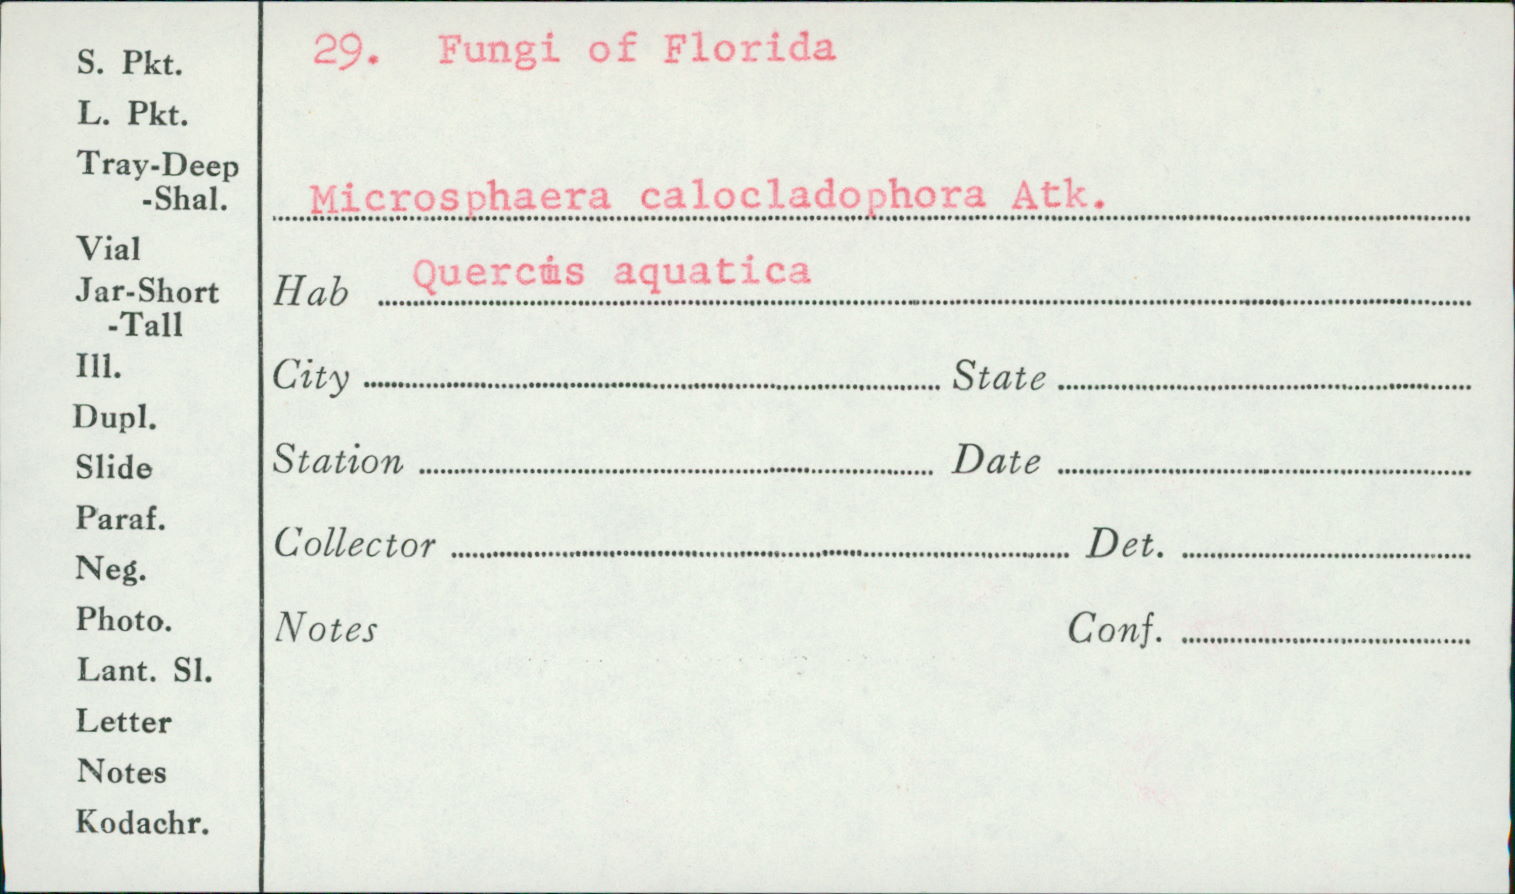 S. Pkt.
L. Pkt.
Tray-Deep
-Shal.
Vial
Jar-Short
-Tall
Ill.
Dupl.
Slide
Paraf.
Neg.
Photo.
Lant. Sl.
Letter
Notes
Kodachr.
29. Fungi of Florida
Microsphaera calocladophora Atk.
Hab Quercus aquatica
City State
Station Date
Collector Det.
Notes Conf.